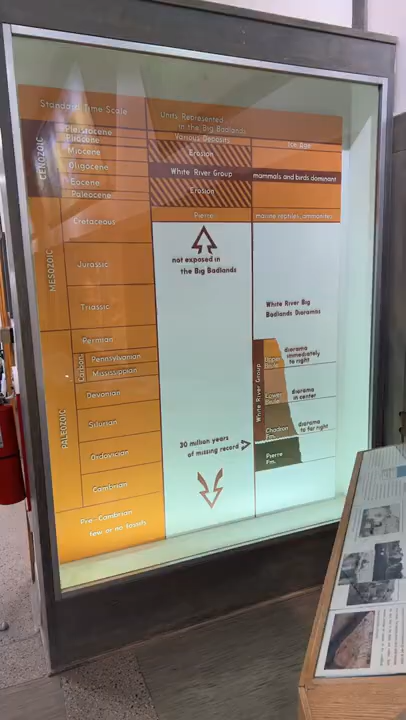 Standard Time Scale
Units Represented
in the Big Badlands
CENOZOIC
Pleistocene
Pliocene
Various Deposits
Ice Age
Miocene
Erosion
Oligocene
White River Group
mammals and birds dominant
Eocene
Erosion
Paleocene
MESOZOIC
Cretaceous
Pierre
marine reptiles, ammonites
not exposed in
the Big Badlands
Jurassic
Triassic
White River Big
Badlands Dioramas
PALEOZOIC
Permian
Carbon.
Pennsylvanian
Mississippian
Devonian
Silurian
Ordovician
Cambrian
White River Group
Upper
Brule
diorama
immediately
to right
Lower
Brule
diorama
in center
Chadron
Fm.
diorama
to far right
30 million years
of missing record
Pierre
Fm.
Pre-Cambrian
few or no fossils